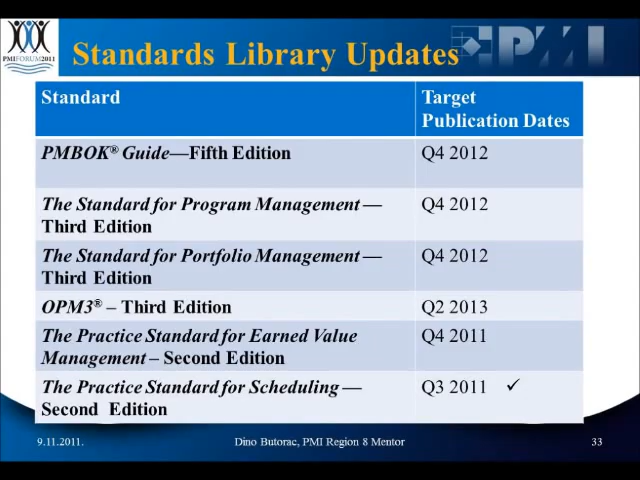 PMI FORUM 2011
Standards Library Updates
PMI
Standard
Target
Publication Dates
PMBOK® Guide—Fifth Edition
Q4 2012
The Standard for Program Management —
Third Edition
Q4 2012
The Standard for Portfolio Management —
Third Edition
Q4 2012
OPM3® – Third Edition
Q2 2013
The Practice Standard for Earned Value
Management – Second Edition
Q4 2011
The Practice Standard for Scheduling —
Second Edition
Q3 2011 ✓
9.11.2011.
Dino Butorac, PMI Region 8 Mentor
33